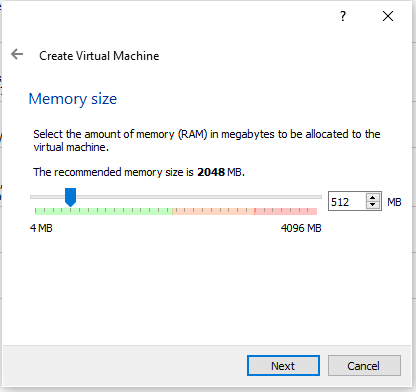 ?
Create Virtual Machine
Memory size
Select the amount of memory (RAM) in megabytes to be allocated to the
virtual machine.
The recommended memory size is 2048 MB.
512 MB
4 MB 4096 MB
Next Cancel